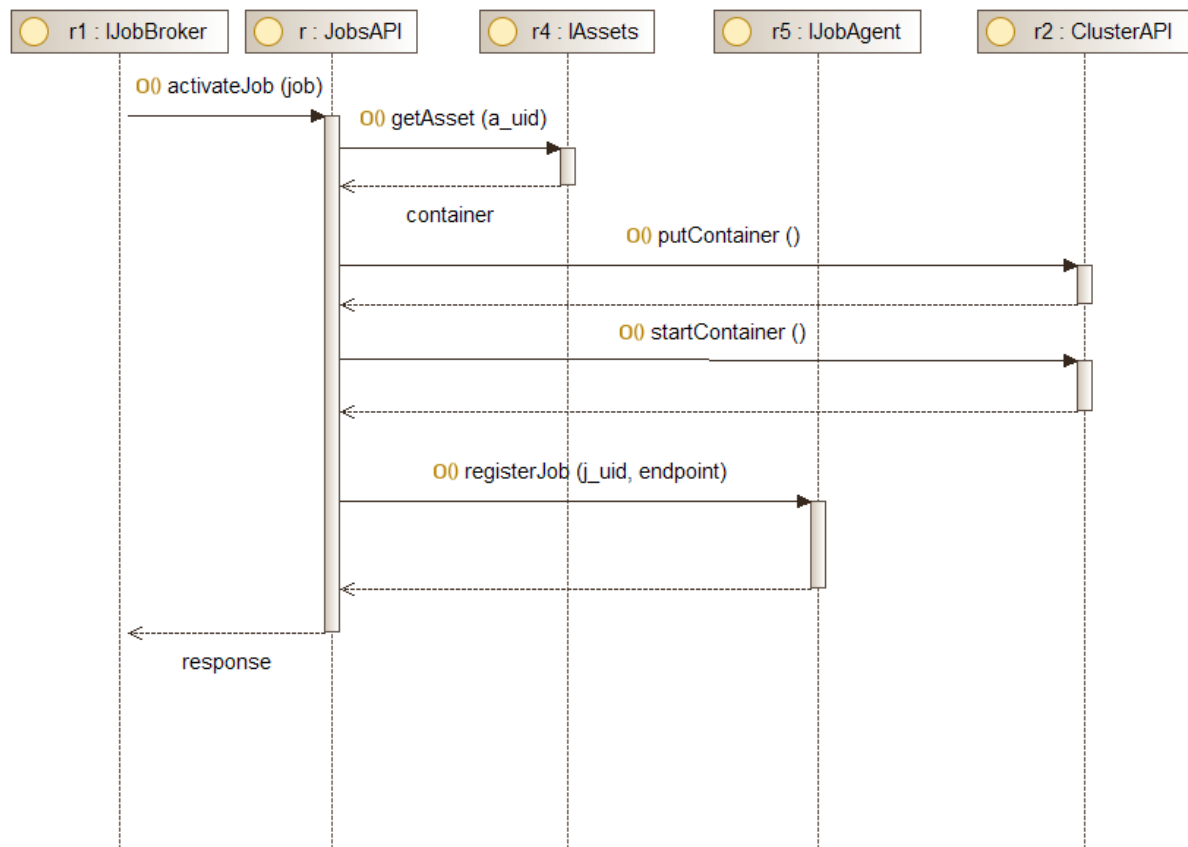 r1 : IJobBroker
r : JobsAPI
r4 : IAssets
r5 : IJobAgent
r2 : ClusterAPI
O() activateJob (job)
O() getAsset (a_uid)
container
O() putContainer ()
O() startContainer ()
O() registerJob (j_uid, endpoint)
response